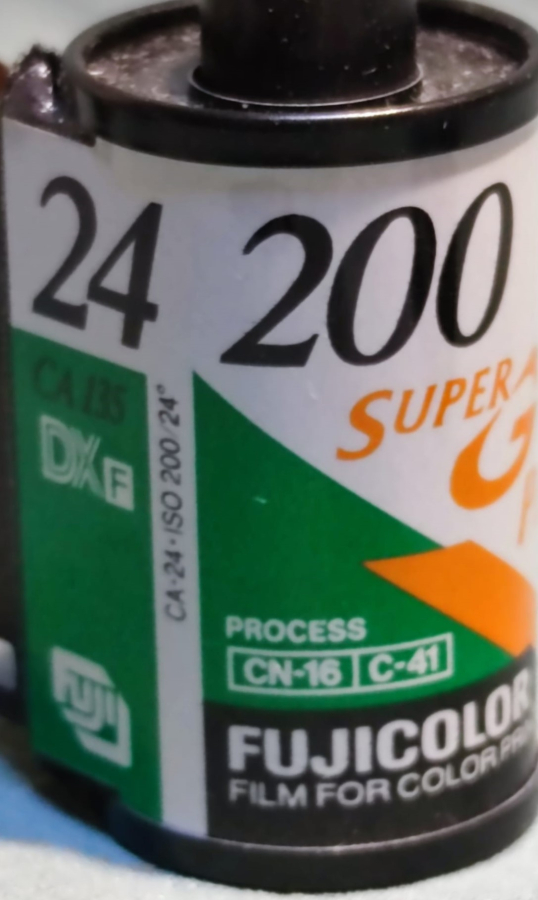 24
CA 135
DX F
CA-24·ISO 200/24°
FUJI
200
SUPER
G
PROCESS
CN-16 C-41
FUJICOLOR
FILM FOR COLOR